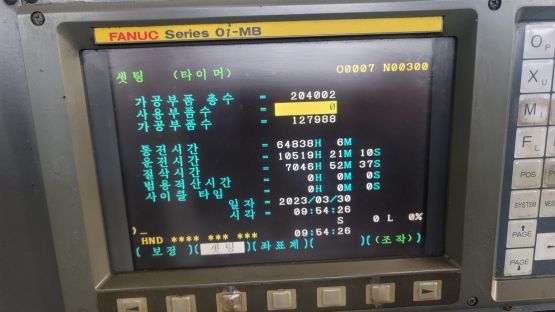 FANUC Series 0i-MB
셋팅 (타이머) O0007 N00300
가공부품 총수 = 204002
사용부품수 = 0
가공부품수 = 127988
통전시간 = 64838H 6M
운전시간 = 10519H 21M 10S
절삭시간 = 7046H 52M 37S
범용적산시간 = 0H 0M 0S
사이클 타임 = 0H 0M 0S
일자 = 2023/03/30
시각 = 09:54:26
S 0 L 0%
)_
HND **** *** *** 09:54:26
( 보정 )( 셋팅 )( 좌표계 )( )( (조작) )
OP
XU
MI
FL
POS
SYSTEM
PAGE
PAGE